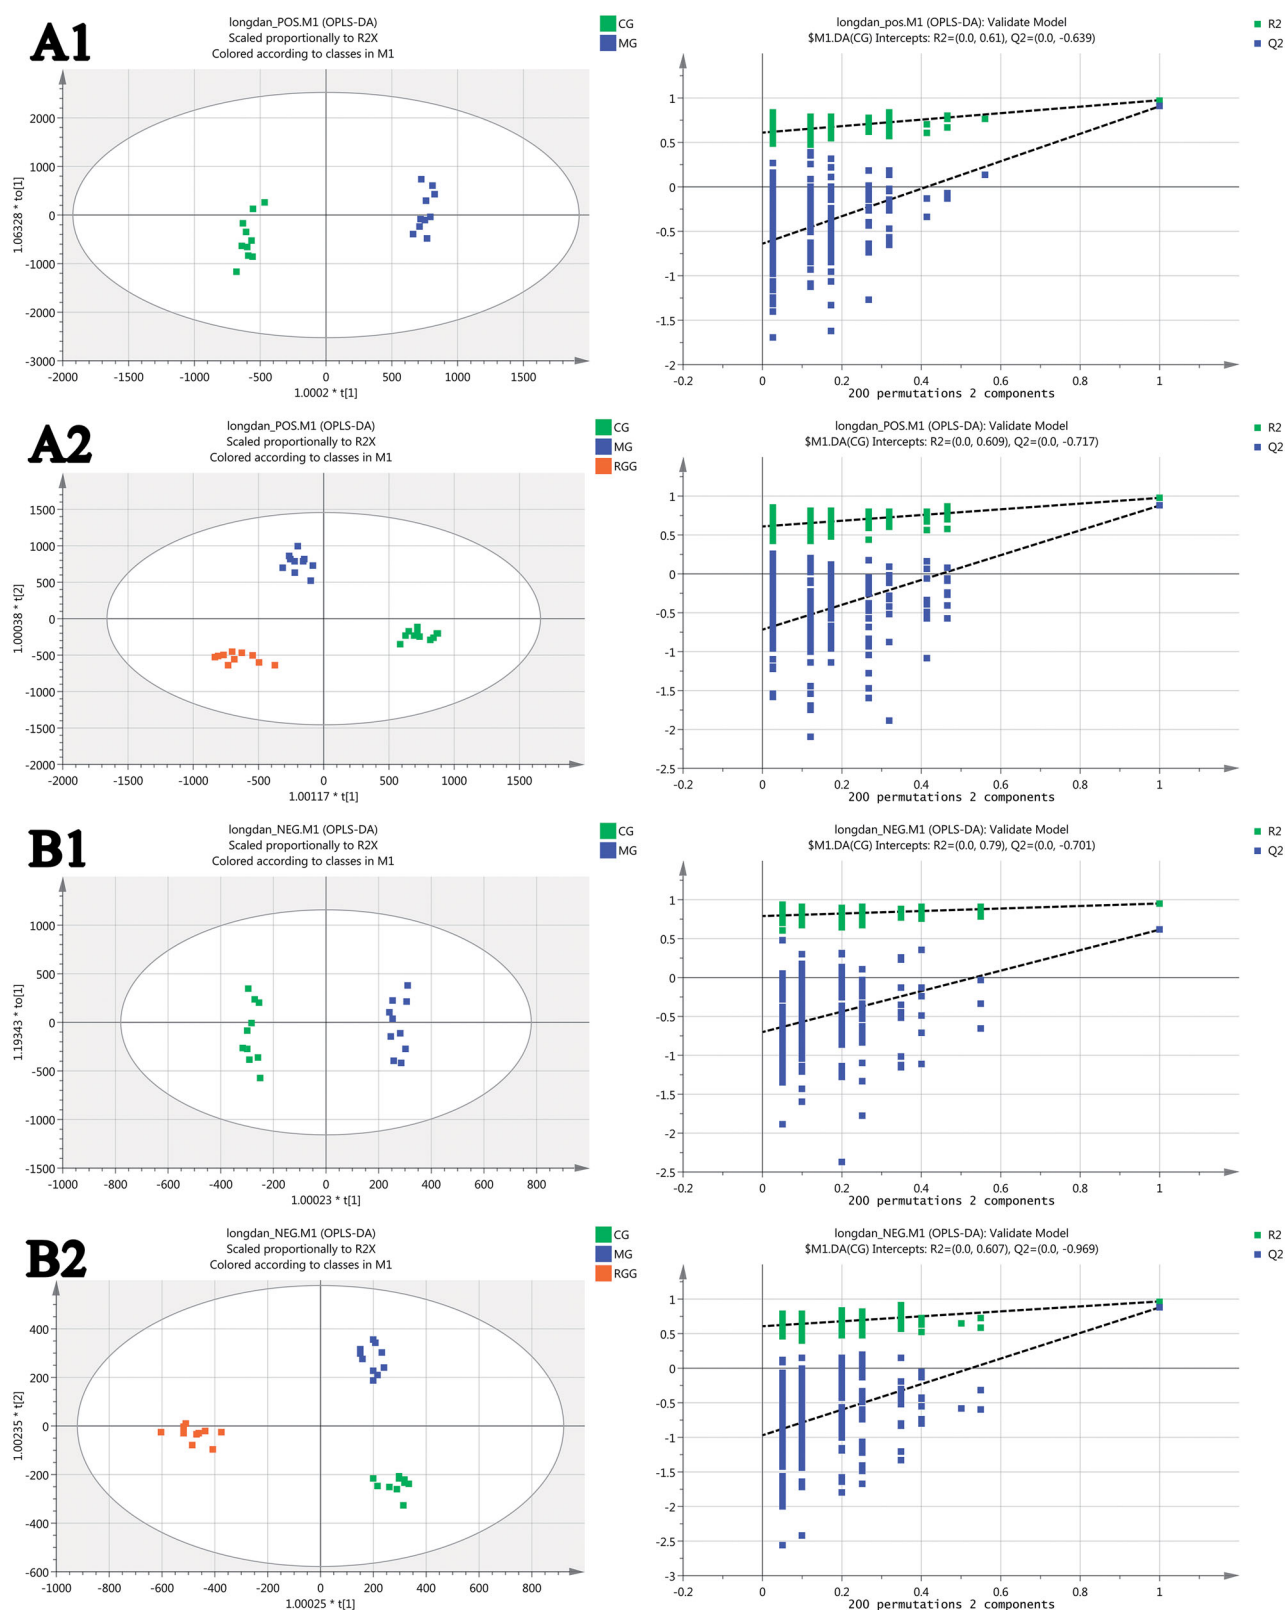 A1
longdan_POS.M1 (OPLS-DA)
Scaled proportionally to R2X
Colored according to classes in M1
CG
MG
1.06328 * to[1]
2000
1000
0
-1000
-2000
-3000
-2000 -1500 -1000 -500 0 500 1000 1500
1.0002 * t[1]
longdan_pos.M1 (OPLS-DA): Validate Model
$M1.DA(CG) Intercepts: R2=(0.0, 0.61), Q2=(0.0, -0.639)
R2
Q2
1
0.5
0
-0.5
-1
-1.5
-2
-0.2 0 0.2 0.4 0.6 0.8 1
200 permutations 2 components
A2
longdan_POS.M1 (OPLS-DA)
Scaled proportionally to R2X
Colored according to classes in M1
CG
MG
RGG
1.00038 * t[2]
1500
1000
500
0
-500
-1000
-1500
-2000
-2000 -1500 -1000 -500 0 500 1000 1500
1.00117 * t[1]
longdan_POS.M1 (OPLS-DA): Validate Model
$M1.DA(CG) Intercepts: R2=(0.0, 0.609), Q2=(0.0, -0.717)
R2
Q2
1
0.5
0
-0.5
-1
-1.5
-2
-2.5
-0.2 0 0.2 0.4 0.6 0.8 1
200 permutations 2 components
B1
longdan_NEG.M1 (OPLS-DA)
Scaled proportionally to R2X
Colored according to classes in M1
CG
MG
1.19343 * to[1]
1000
500
0
-500
-1000
-1500
-1000 -800 -600 -400 -200 0 200 400 600 800
1.00023 * t[1]
longdan_NEG.M1 (OPLS-DA): Validate Model
$M1.DA(CG) Intercepts: R2=(0.0, 0.79), Q2=(0.0, -0.701)
R2
Q2
1
0.5
0
-0.5
-1
-1.5
-2
-2.5
-0.2 0 0.2 0.4 0.6 0.8 1
200 permutations 2 components
B2
longdan_NEG.M1 (OPLS-DA)
Scaled proportionally to R2X
Colored according to classes in M1
CG
MG
RGG
1.00235 * t[2]
400
200
0
-200
-400
-600
-1000 -800 -600 -400 -200 0 200 400 600 800
1.00025 * t[1]
longdan_NEG.M1 (OPLS-DA): Validate Model
$M1.DA(CG) Intercepts: R2=(0.0, 0.607), Q2=(0.0, -0.969)
R2
Q2
1
0.5
0
-0.5
-1
-1.5
-2
-2.5
-3
-0.2 0 0.2 0.4 0.6 0.8 1
200 permutations 2 components